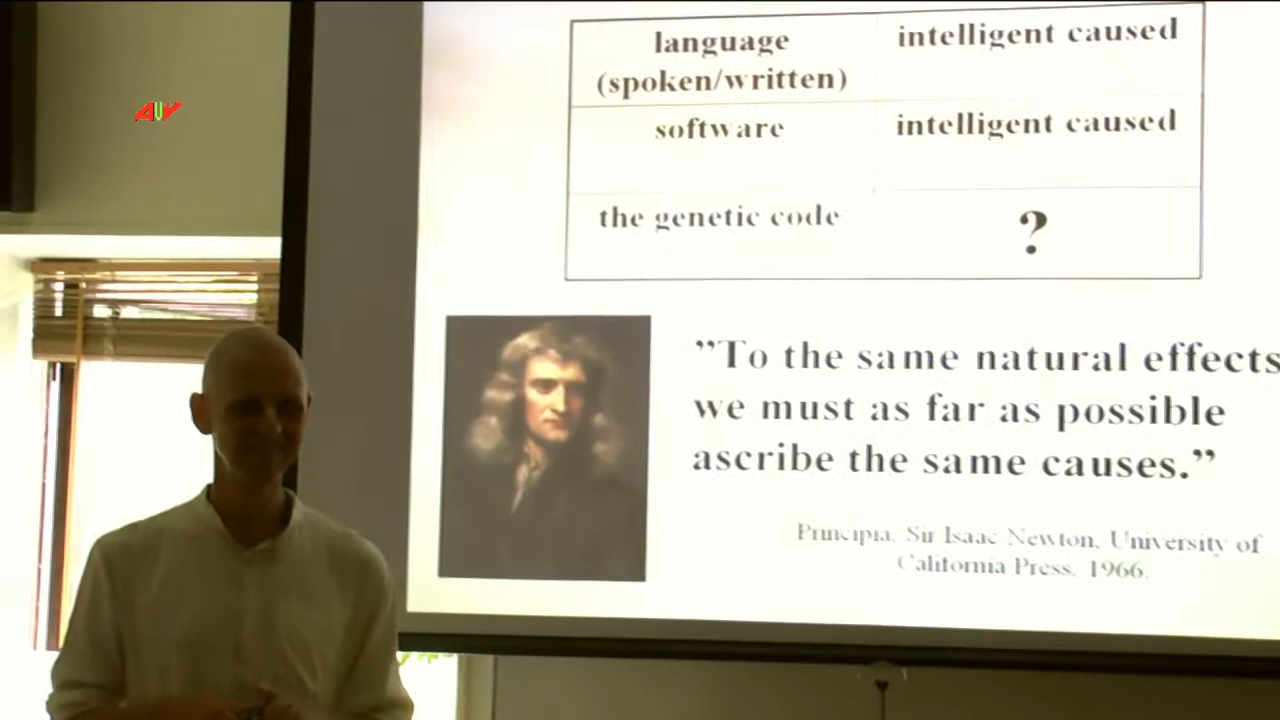 AVV
language
intelligent caused
(spoken/written)
software
intelligent caused
the genetic code
?
”To the same natural effects
we must as far as possible
ascribe the same causes.”
Principia, Sir Isaac Newton, University of
California Press, 1966.